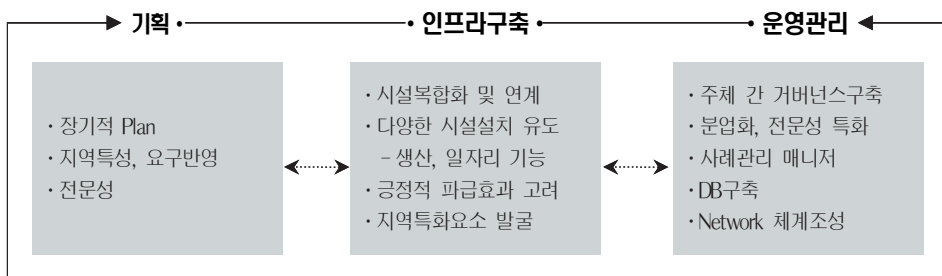 기획 · · 인프라구축 · · 운영관리
· 장기적 Plan
· 지역특성, 요구반영
· 전문성
· 시설복합화 및 연계
· 다양한 시설설치 유도
- 생산, 일자리 기능
· 긍정적 파급효과 고려
· 지역특화요소 발굴
· 주체 간 거버넌스구축
· 분업화, 전문성 특화
· 사례관리 매니저
· DB구축
· Network 체계조성